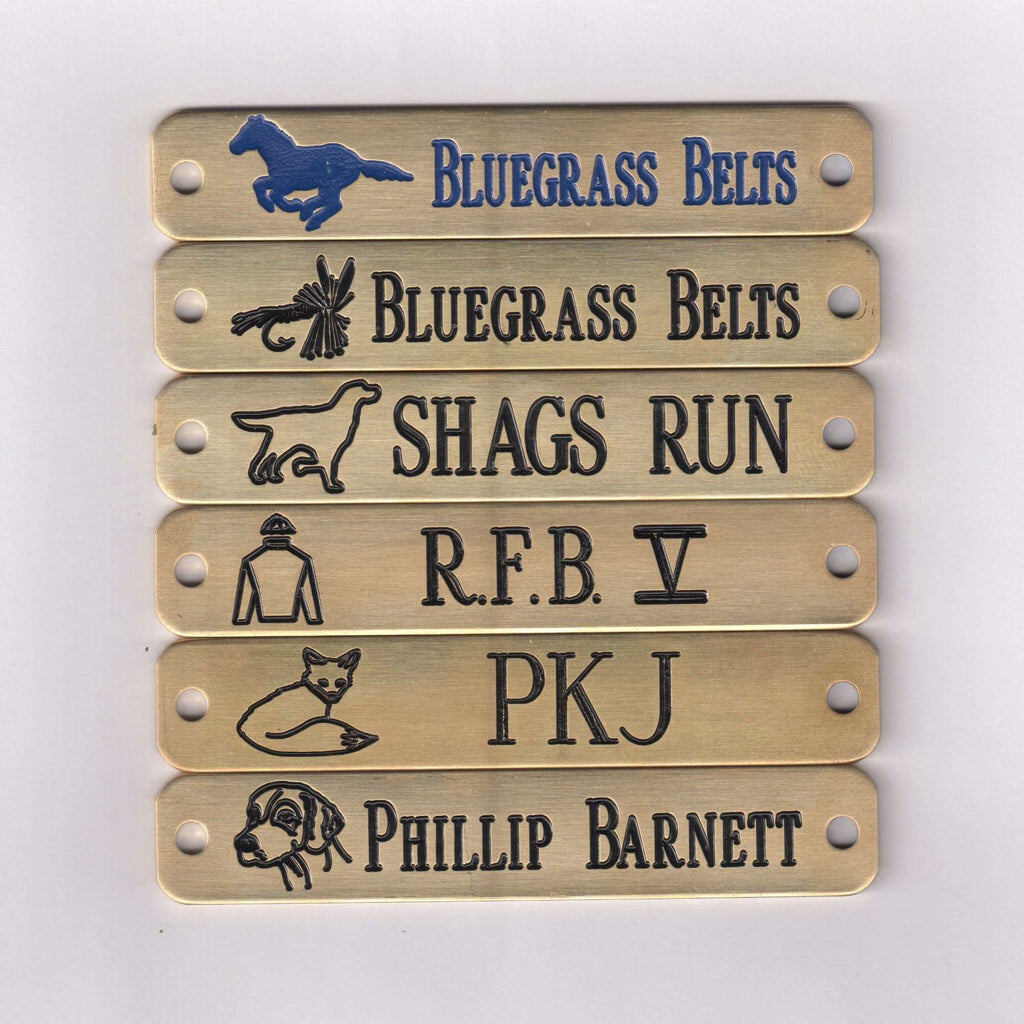 Bluegrass Belts
Bluegrass Belts
SHAGS RUN
R.F.B. V
PKJ
Phillip Barnett